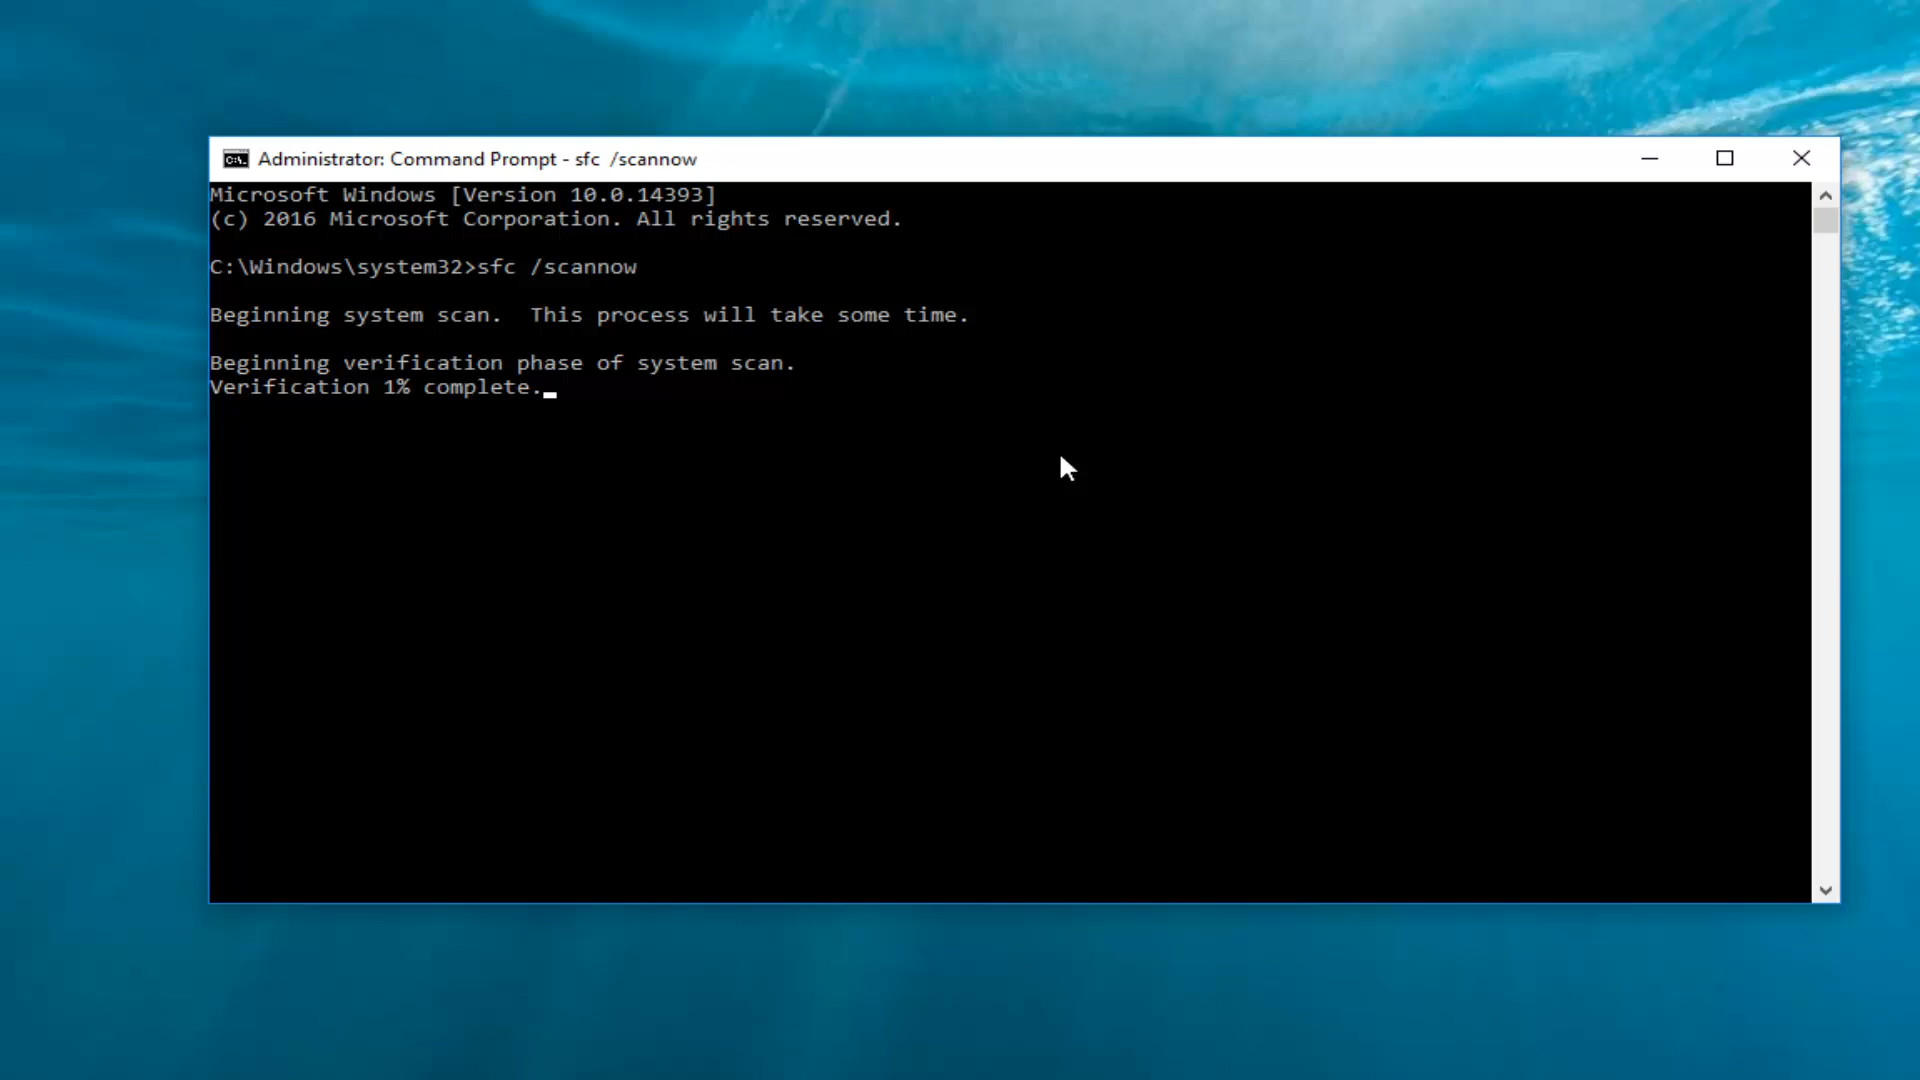 Administrator: Command Prompt - sfc  /scannow
Microsoft Windows [Version 10.0.14393]
(c) 2016 Microsoft Corporation. All rights reserved.
C:\Windows\system32>sfc /scannow
Beginning system scan.  This process will take some time.
Beginning verification phase of system scan.
Verification 1% complete.